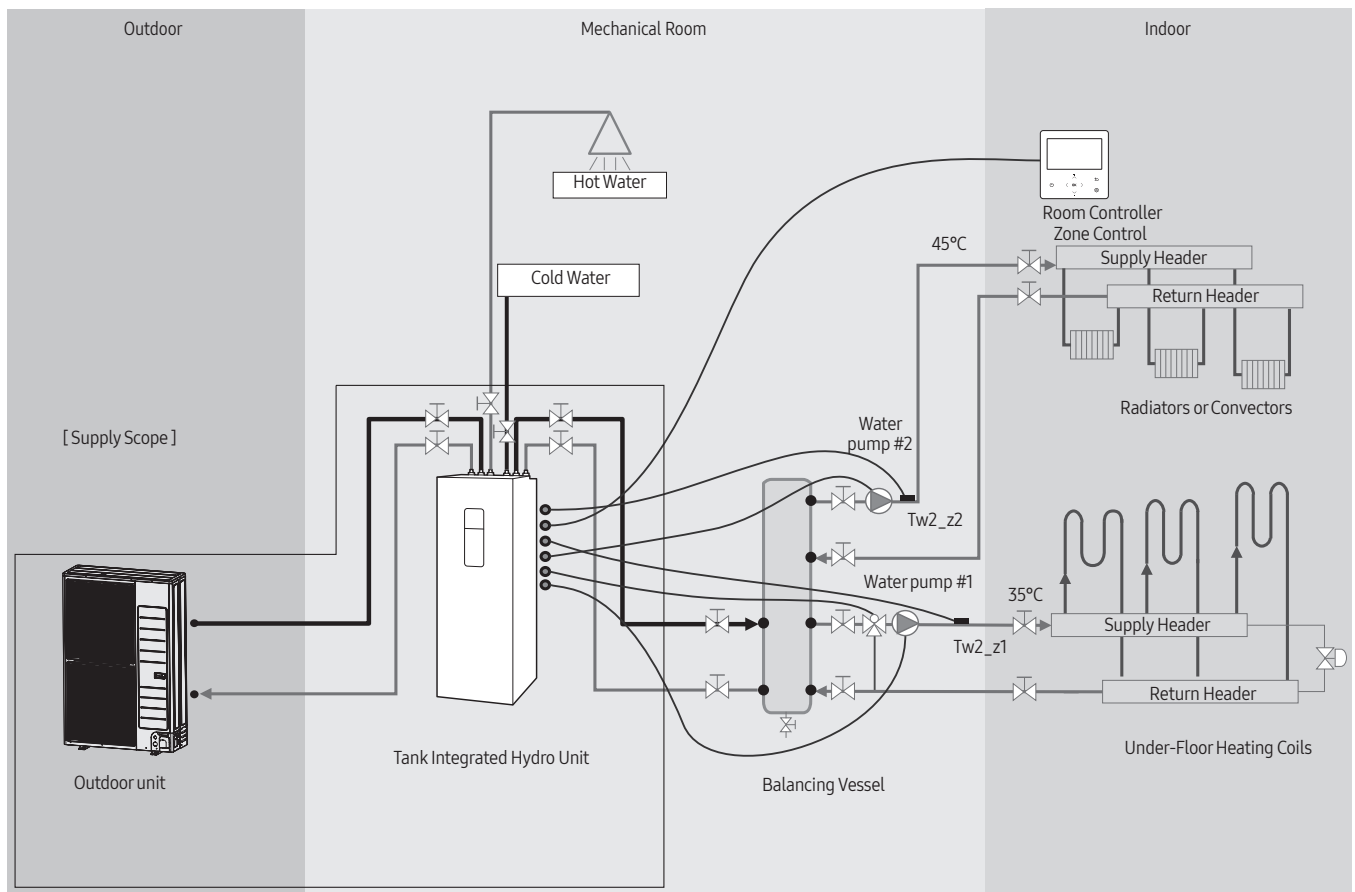 Outdoor
Mechanical Room
Indoor
Hot Water
Room Controller
Zone Control
45°C
Supply Header
Cold Water
Return Header
Radiators or Convectors
[ Supply Scope ]
Water
pump #2
Tw2_z2
Water pump #1
35°C
Supply Header
Tw2_z1
Return Header
Tank Integrated Hydro Unit
Under-Floor Heating Coils
Outdoor unit
Balancing Vessel